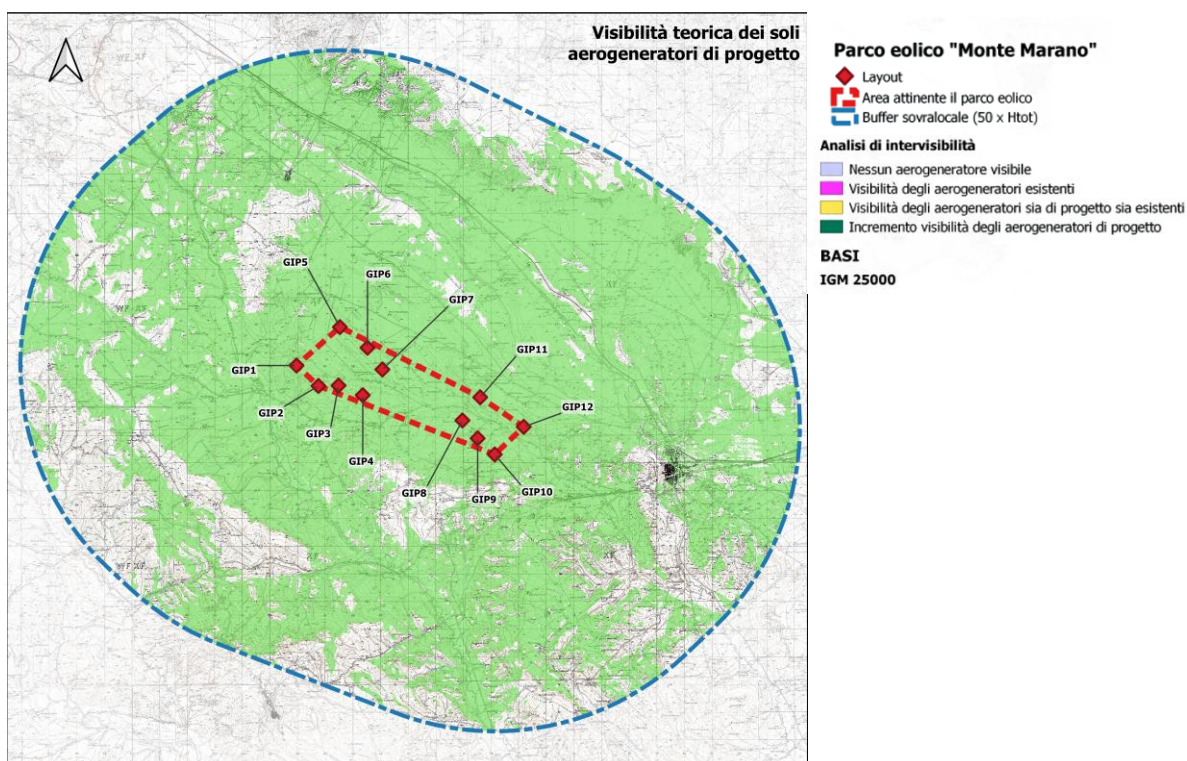 Visibilità teorica dei soli
aerogeneratori di progetto
GIP5
GIP6
GIP7
GIP1
GIP11
GIP2
GIP12
GIP3
GIP4
GIP8
GIP9
GIP10
Parco eolico "Monte Marano"
Layout
Area attinente il parco eolico
Buffer sovralocale (50 x Htot)
Analisi di intervisibilità
Nessun aerogeneratore visibile
Visibilità degli aerogeneratori esistenti
Visibilità degli aerogeneratori sia di progetto sia esistenti
Incremento visibilità degli aerogeneratori di progetto
BASI
IGM 25000